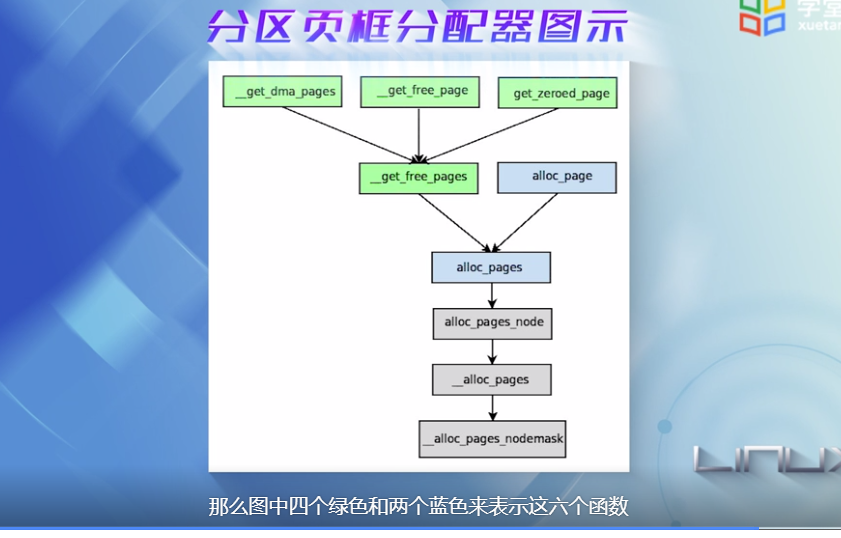 分区页框分配器图示
学堂
xueta
__get_dma_pages
__get_free_page
get_zeroed_page
__get_free_pages
alloc_page
alloc_pages
alloc_pages_node
__alloc_pages
__alloc_pages_nodemask
LINUX
那么图中四个绿色和两个蓝色来表示这六个函数